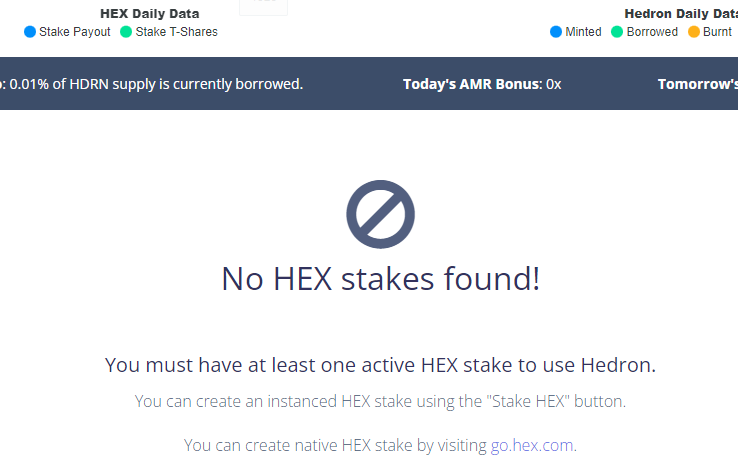 HEX Daily Data Hedron Daily Data
Stake Payout Stake T-Shares Minted Borrowed Burnt
: 0.01% of HDRN supply is currently borrowed. Today's AMR Bonus: 0x Tomorrow's
No HEX stakes found!
You must have at least one active HEX stake to use Hedron.
You can create an instanced HEX stake using the "Stake HEX" button.
You can create native HEX stake by visiting go.hex.com.